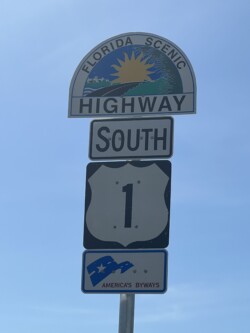 FLORIDA SCENIC
HIGHWAY
SOUTH
1
AMERICA'S BYWAYS